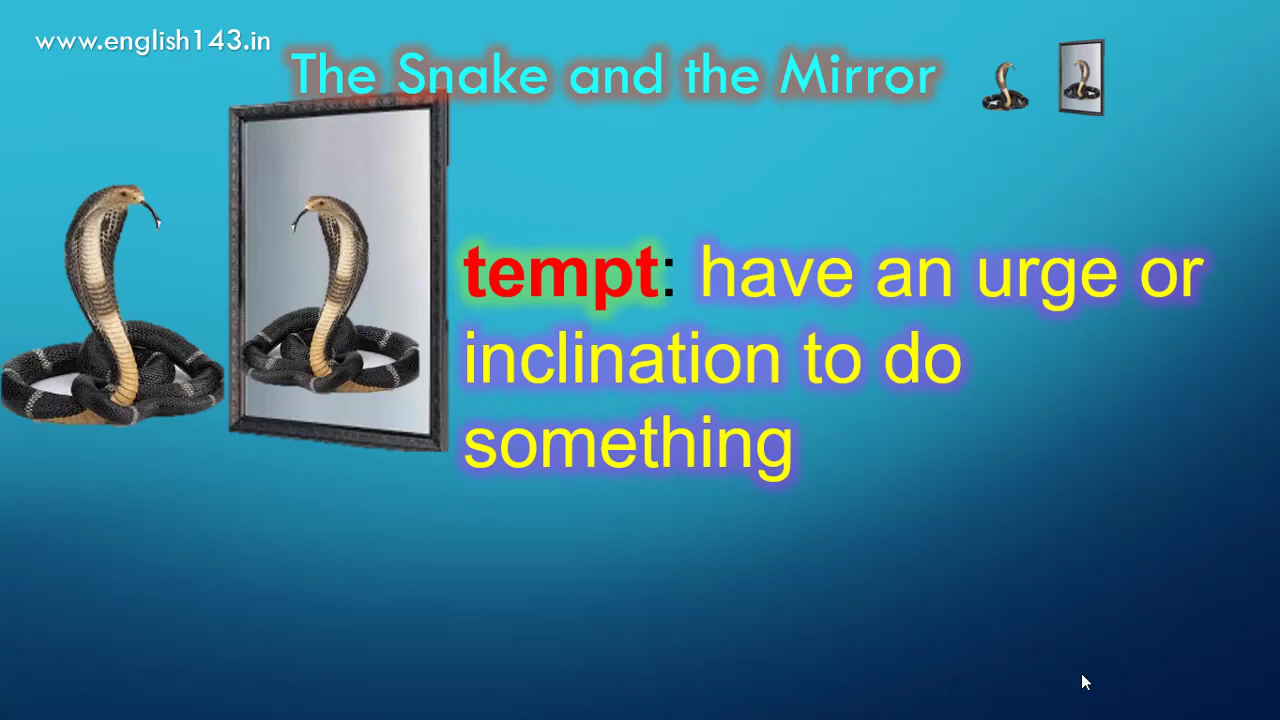 www.english143.in
The Snake and the Mirror
tempt: have an urge or
inclination to do
something